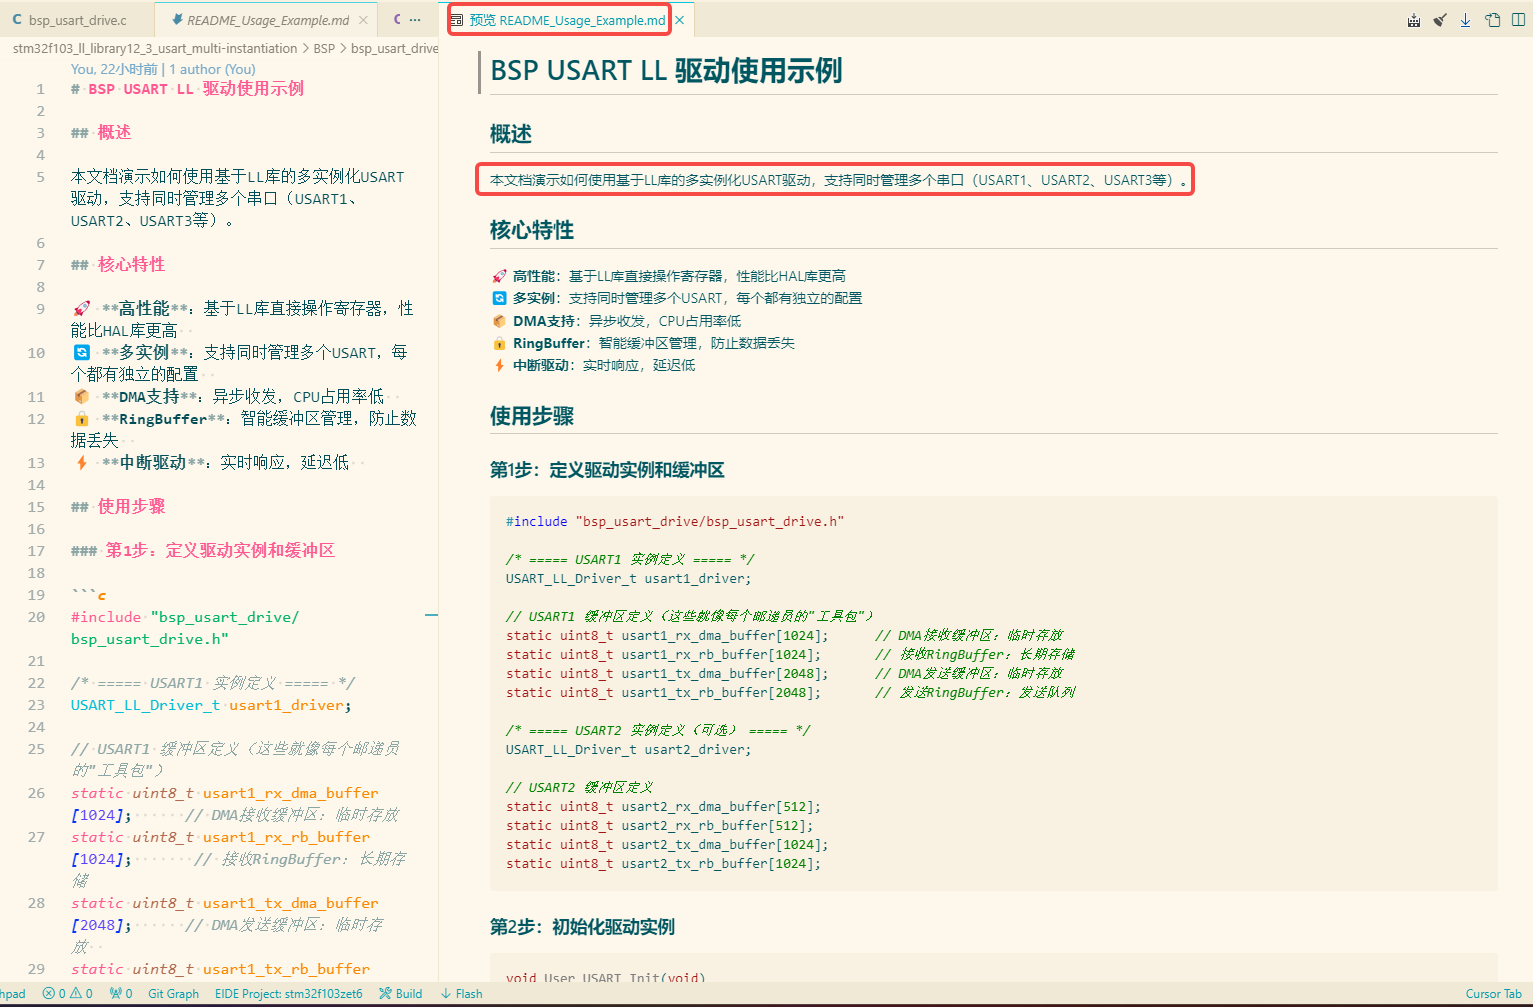 bsp_usart_drive.c
README_Usage_Example.md
C ...
预览 README_Usage_Example.md
stm32f103_ll_library12_3_usart_multi-instantiation > BSP > bsp_usart_drive
You, 22小时前 | 1 author (You)
1 # BSP USART LL 驱动使用示例
2
3 ## 概述
4
5 本文档演示如何使用基于LL库的多实例化USART
驱动，支持同时管理多个串口（USART1、
USART2、USART3等）。
6
7 ## 核心特性
8
9 🚀 **高性能**：基于LL库直接操作寄存器，性
能比HAL库更高
10 🔄 **多实例**：支持同时管理多个USART，每
个都有独立的配置
11 📦 **DMA支持**：异步收发，CPU占用率低
12 🔒 **RingBuffer**：智能缓冲区管理，防止数
据丢失
13 ⚡ **中断驱动**：实时响应，延迟低
14
15 ## 使用步骤
16
17 ### 第1步：定义驱动实例和缓冲区
18
19 ```c
20 #include "bsp_usart_drive/
bsp_usart_drive.h"
21
22 /* ===== USART1 实例定义 ===== */
23 USART_LL_Driver_t usart1_driver;
24
25 // USART1 缓冲区定义（这些就像每个邮递员
的"工具包"）
26 static uint8_t usart1_rx_dma_buffer
[1024]; // DMA接收缓冲区：临时存放
27 static uint8_t usart1_rx_rb_buffer
[1024]; // 接收RingBuffer：长期存
储
28 static uint8_t usart1_tx_dma_buffer
[2048]; // DMA发送缓冲区：临时存
放
29 static uint8_t usart1_tx_rb_buffer
BSP USART LL 驱动使用示例
概述
本文档演示如何使用基于LL库的多实例化USART驱动，支持同时管理多个串口（USART1、USART2、USART3等）。
核心特性
🚀 高性能：基于LL库直接操作寄存器，性能比HAL库更高
🔄 多实例：支持同时管理多个USART，每个都有独立的配置
📦 DMA支持：异步收发，CPU占用率低
🔒 RingBuffer：智能缓冲区管理，防止数据丢失
⚡ 中断驱动：实时响应，延迟低
使用步骤
第1步：定义驱动实例和缓冲区
#include "bsp_usart_drive/bsp_usart_drive.h"
/* ===== USART1 实例定义 ===== */
USART_LL_Driver_t usart1_driver;
// USART1 缓冲区定义（这些就像每个邮递员的"工具包"）
static uint8_t usart1_rx_dma_buffer[1024]; // DMA接收缓冲区：临时存放
static uint8_t usart1_rx_rb_buffer[1024]; // 接收RingBuffer：长期存储
static uint8_t usart1_tx_dma_buffer[2048]; // DMA发送缓冲区：临时存放
static uint8_t usart1_tx_rb_buffer[2048]; // 发送RingBuffer：发送队列
/* ===== USART2 实例定义（可选） ===== */
USART_LL_Driver_t usart2_driver;
// USART2 缓冲区定义
static uint8_t usart2_rx_dma_buffer[512];
static uint8_t usart2_rx_rb_buffer[512];
static uint8_t usart2_tx_dma_buffer[1024];
static uint8_t usart2_tx_rb_buffer[1024];
第2步：初始化驱动实例
void User_USART_Init(void)
hpad 0 0 0 Git Graph EIDE Project: stm32f103zet6 Build Flash Cursor Tab